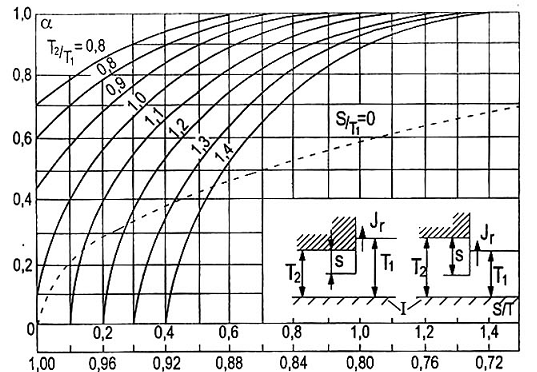 1,0
α
T2/T1 = 0,8
0,8
0,8
0,9
1,0
0,6
1,1
1,2
S/T1=0
1,3
1,4
0,4
Jr
Jr
0,2
T2
S
T1
T2
S
T1
I
S/T
0
0,2
0,4
0,6
0,8
1,0
1,2
1,4
1,00
0,96
0,92
0,88
0,84
0,80
0,76
0,72